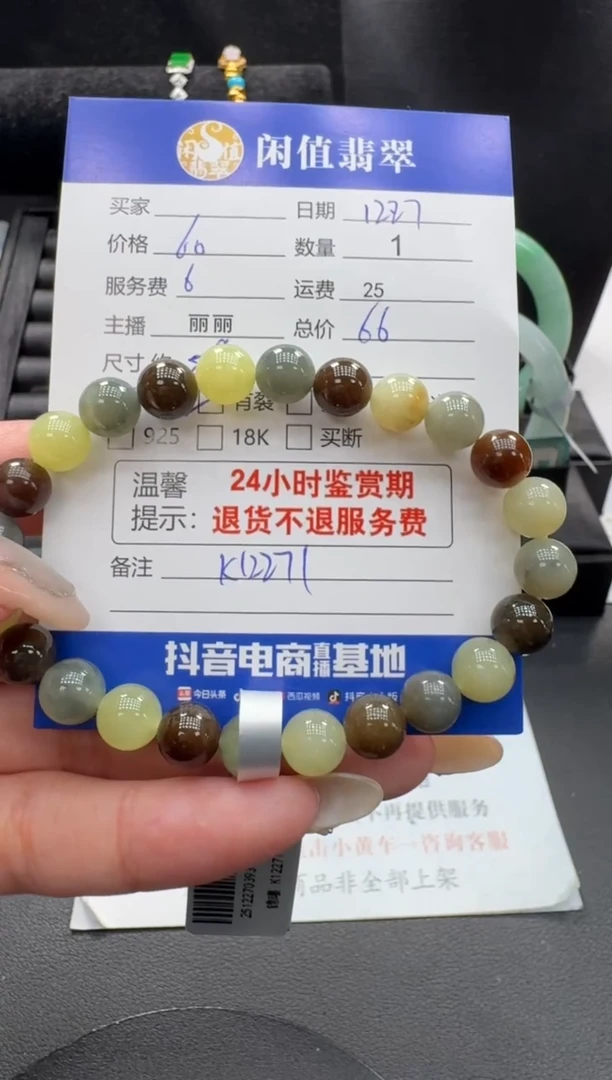 闲值翡翠
买家 日期 1227
价格 60 数量 1
服务费 6 运费 25
主播 丽丽 总价 66
尺寸
925 18K 买断
温馨 24小时鉴赏期
提示: 退货不退服务费
备注 K12271
抖音电商直播基地
今日头条 西瓜视频
不再提供服务
击小黄车一咨询客服
商品非全部上架